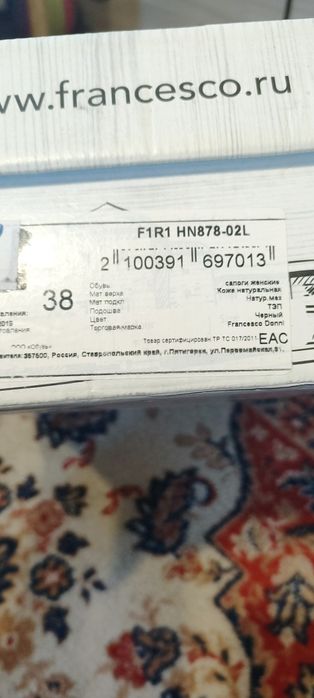 ww.francesco.ru
F1R1 HN878-02L
2 100391 697013
38
Обувь сапоги женские
Мат верха Кожа натуральная
Мат подкл Натур.мех
Подошва ТЭП
Цвет Черный
Торговая марка Francesco Donni
Товар сертифицирован ТР ТС 017/2011 EAC
ООО «Обувь»
вителя: 357500, Россия, Ставропольский край, г.Пятигорск, ул.Первомайская,